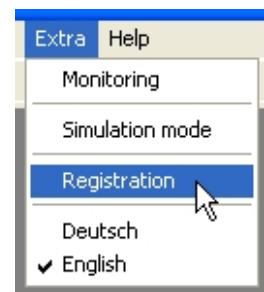 Extra Help
Monitoring
Simulation mode
Registration
Deutsch
English